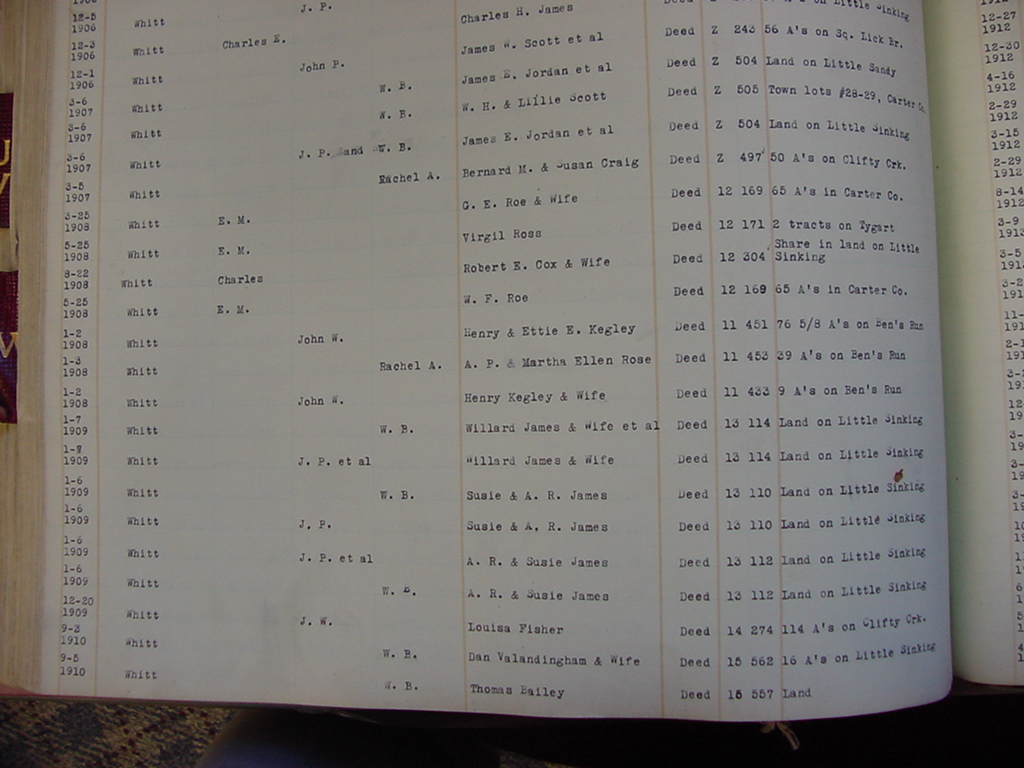 1906 J. P.
12-5
1906 Whitt Charles E. Charles H. James Deed Z A's on Little Sinking
12-3
1906 Whitt John P. James W. Scott et al Deed Z 243 56 A's on Sq. Lick Br.
12-1
1906 Whitt W. B. James E. Jordan et al Deed Z 504 Land on Little Sandy
3-6
1907 Whitt W. B. W. H. & Lillie Scott Deed Z 505 Town lots #28-29, Carter Co.
3-6
1907 Whitt J. P. and W. B. James E. Jordan et al Deed Z 504 Land on Little Sinking
3-6
1907 Whitt Rachel A. Bernard M. & Susan Craig Deed Z 497 50 A's on Clifty Crk.
3-5
1907 Whitt E. M. G. E. Roe & Wife Deed 12 169 65 A's in Carter Co.
3-25
1908 Whitt E. M. Virgil Ross Deed 12 171 2 tracts on Tygart
5-25
1908 Whitt Charles Robert E. Cox & Wife Deed 12 304 Share in land on Little
Sinking
8-22
1908 Whitt E. M. W. F. Roe Deed 12 169 65 A's in Carter Co.
5-25
1908 Whitt John W. Henry & Ettie E. Kegley Deed 11 451 76 5/8 A's on Ben's Run
1-2
1908 Whitt Rachel A. A. P. & Martha Ellen Rose Deed 11 453 39 A's on Ben's Run
1-3
1908 Whitt John W. Henry Kegley & Wife Deed 11 433 9 A's on Ben's Run
1-2
1908 Whitt W. B. Willard James & Wife et al Deed 13 114 Land on Little Sinking
1-7
1909 Whitt J. P. et al Willard James & Wife Deed 13 114 Land on Little Sinking
1-7
1909 Whitt W. B. Susie & A. R. James Deed 13 110 Land on Little Sinking
1-6
1909 Whitt J. P. Susie & A. R. James Deed 13 110 Land on Little Sinking
1-6
1909 Whitt J. P. et al A. R. & Susie James Deed 13 112 Land on Little Sinking
1-6
1909 Whitt W. B. A. R. & Susie James Deed 13 112 Land on Little Sinking
1-6
1909 Whitt J. W. Louisa Fisher Deed 14 274 114 A's on Clifty Crk.
12-20
1909 Whitt W. B. Dan Valandingham & Wife Deed 15 562 16 A's on Little Sinking
9-3
1910 Whitt W. B. Thomas Bailey Deed 15 557 Land
9-5
1910 Whitt
1912
12-27
1912
12-30
1912
4-16
1912
2-29
1912
3-15
1912
2-29
1912
8-14
1912
3-9